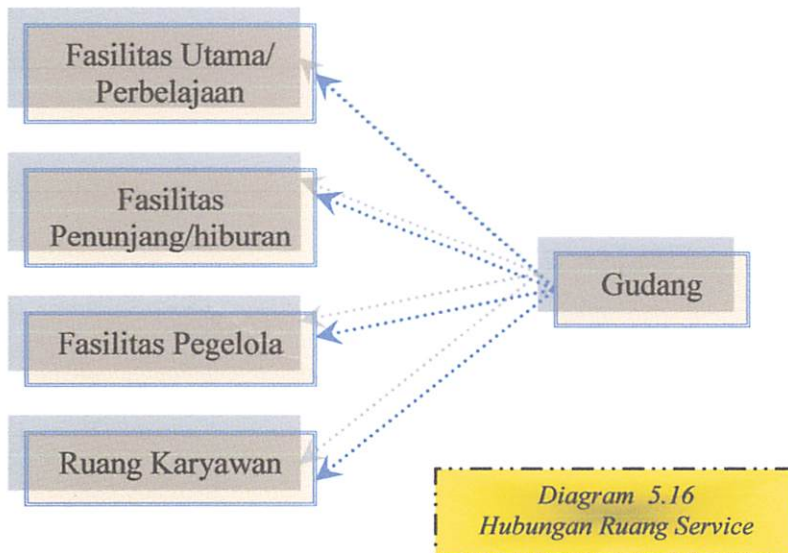 Fasilitas Utama/
Perbelajaan
Fasilitas
Penunjang/hiburan
Fasilitas Pegelola
Ruang Karyawan
Gudang
Diagram 5.16
Hubungan Ruang Service